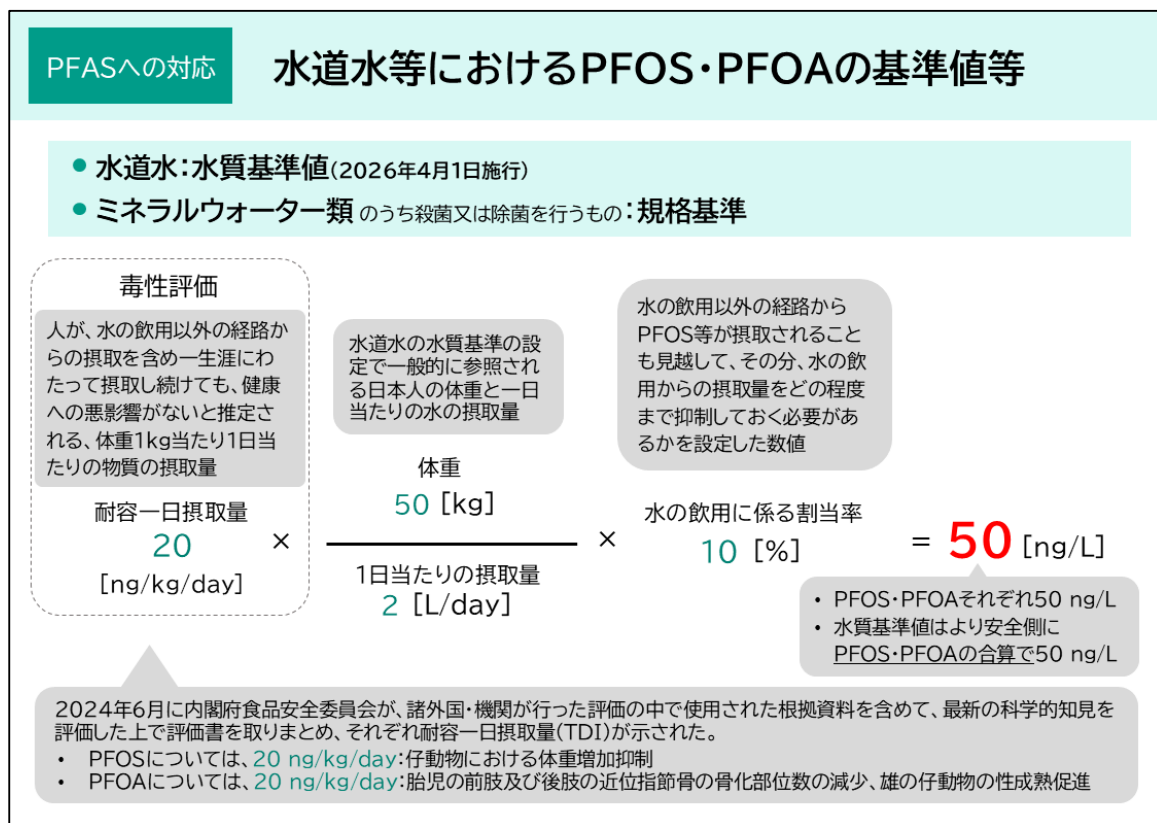 PFASへの対応
水道水等におけるPFOS・PFOAの基準値等
• 水道水：水質基準値（2026年4月1日施行）
• ミネラルウォーター類 のうち殺菌又は除菌を行うもの：規格基準
毒性評価
人が、水の飲用以外の経路か
らの摂取を含め一生涯にわ
たって摂取し続けても、健康
への悪影響がないと推定さ
れる、体重1kg当たり1日当
たりの物質の摂取量
耐容一日摂取量
20
[ng/kg/day]
×
水道水の水質基準の設
定で一般的に参照され
る日本人の体重と一日
当たりの水の摂取量
体重
50 [kg]
1日当たりの摂取量
2 [L/day]
×
水の飲用以外の経路から
PFOS等が摂取されること
も見越して、その分、水の飲
用からの摂取量をどの程度
まで抑制しておく必要があ
るかを設定した数値
水の飲用に係る割当率
10 [%]
= 50 [ng/L]
• PFOS・PFOAそれぞれ50 ng/L
• 水質基準値はより安全側に
PFOS・PFOAの合算で50 ng/L
2024年6月に内閣府食品安全委員会が、諸外国・機関が行った評価の中で使用された根拠資料を含めて、最新の科学的知見を
評価した上で評価書を取りまとめ、それぞれ耐容一日摂取量(TDI)が示された。
• PFOSについては、20 ng/kg/day：仔動物における体重増加抑制
• PFOAについては、20 ng/kg/day：胎児の前肢及び後肢の近位指節骨の骨化部位数の減少、雄の仔動物の性成熟促進